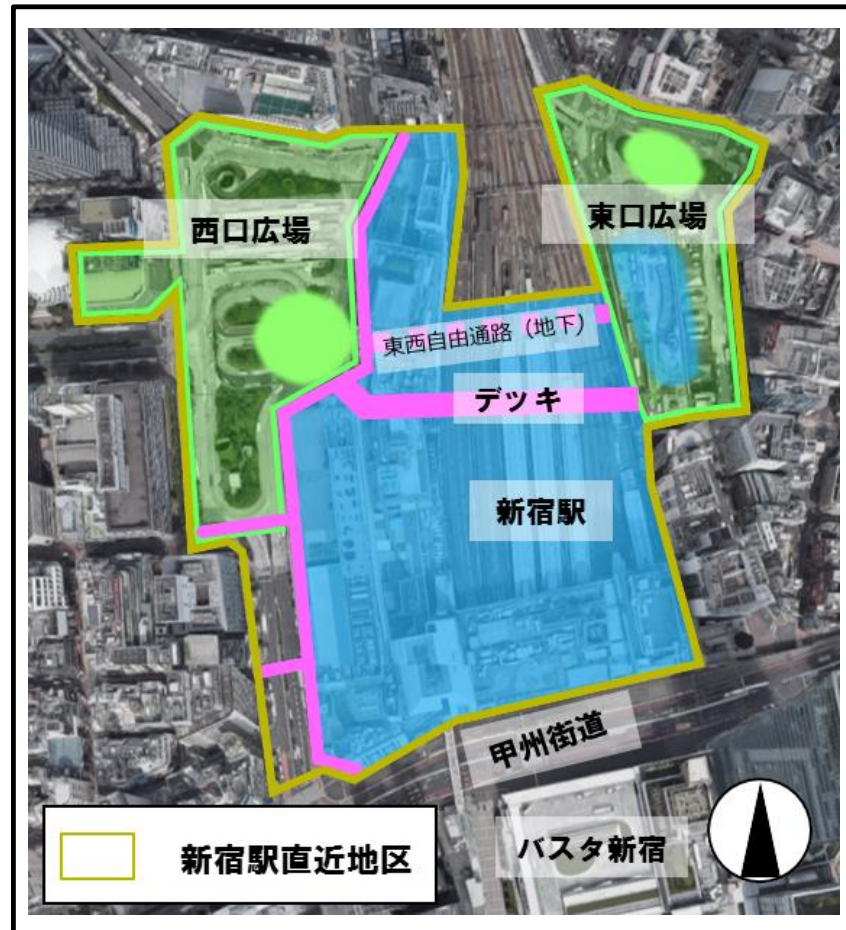 西口広場
東口広場
東西自由通路（地下）
デッキ
新宿駅
甲州街道
バスタ新宿
新宿駅直近地区